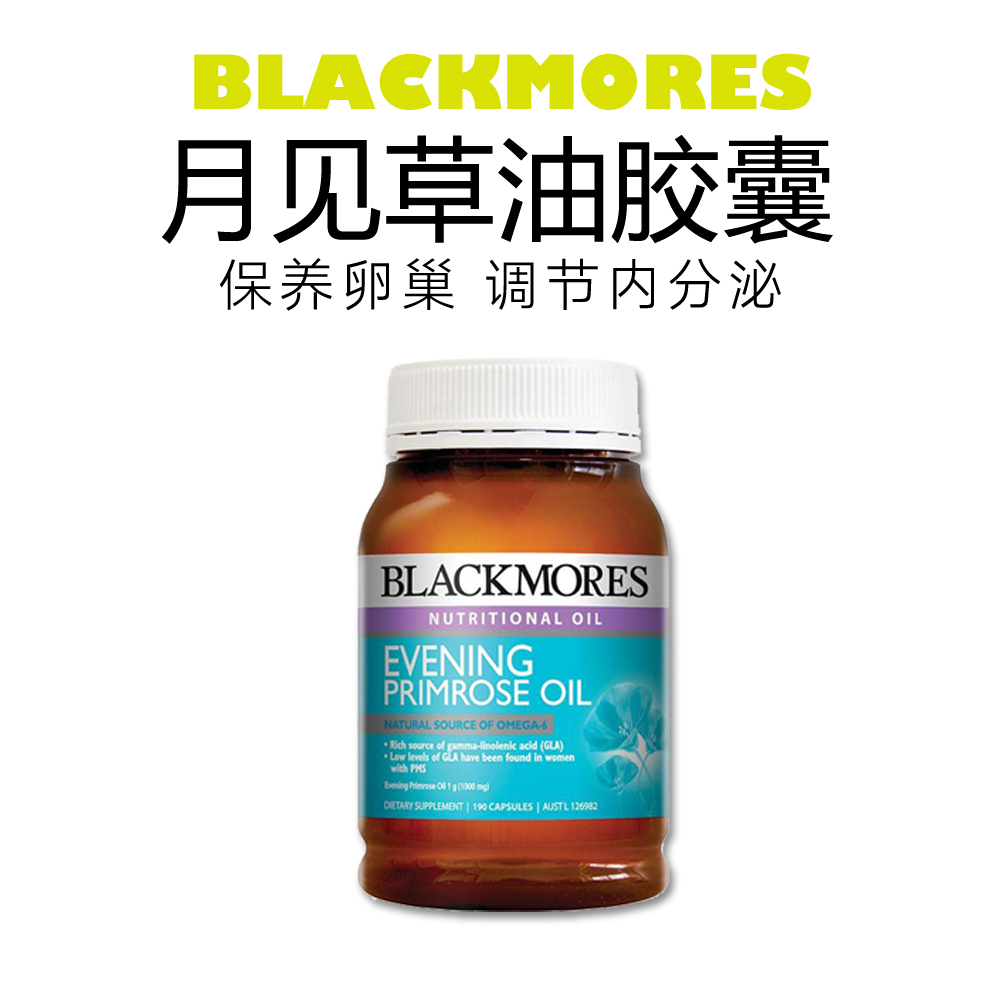 BLACKMORES
月见草油胶囊
保养卵巢 调节内分泌
BLACKMORES
NUTRITIONAL OIL
EVENING
PRIMROSE OIL
NATURAL SOURCE OF OMEGA-6
• Rich source of gamma-linolenic acid (GLA)
• Low levels of GLA have been found in women
with PMS
Evening Primrose Oil 1 g (1000 mg)
DIETARY SUPPLEMENT | 190 CAPSULES | AUST L 126982